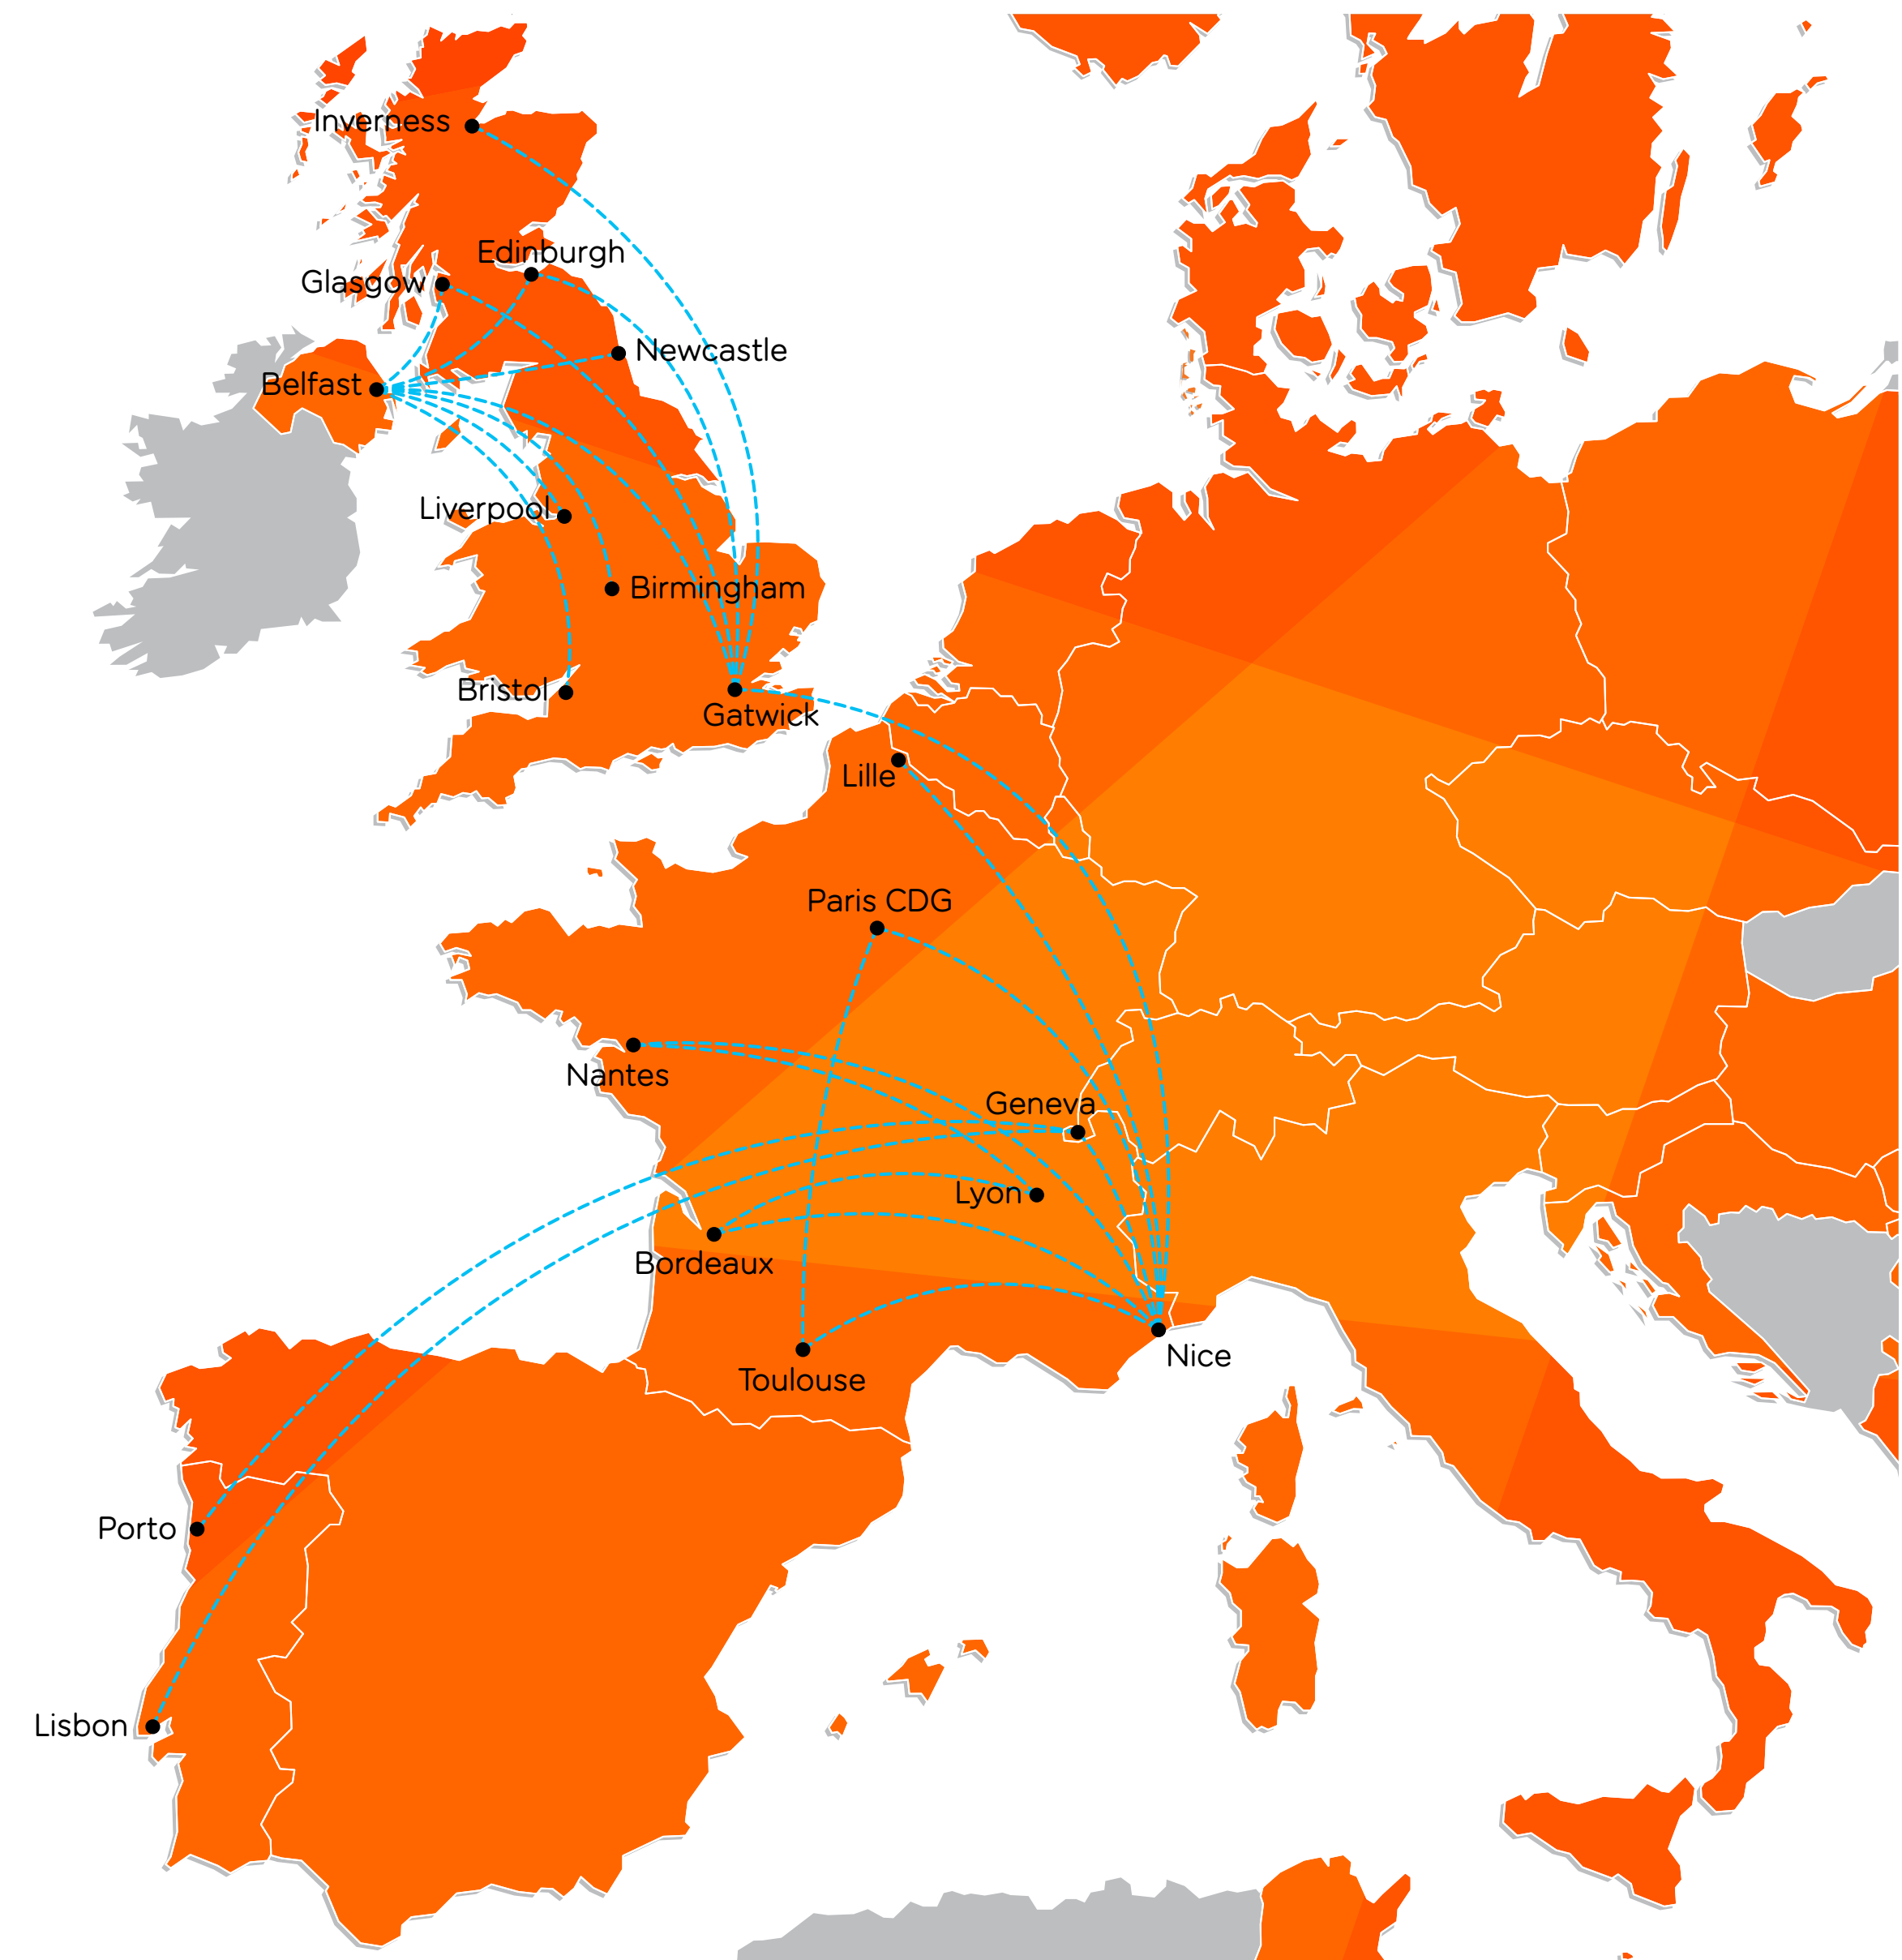 Inverness
Edinburgh
Glasgow
Newcastle
Belfast
Liverpool
Birmingham
Bristol
Gatwick
Lille
Paris CDG
Nantes
Geneva
Lyon
Bordeaux
Nice
Toulouse
Porto
Lisbon